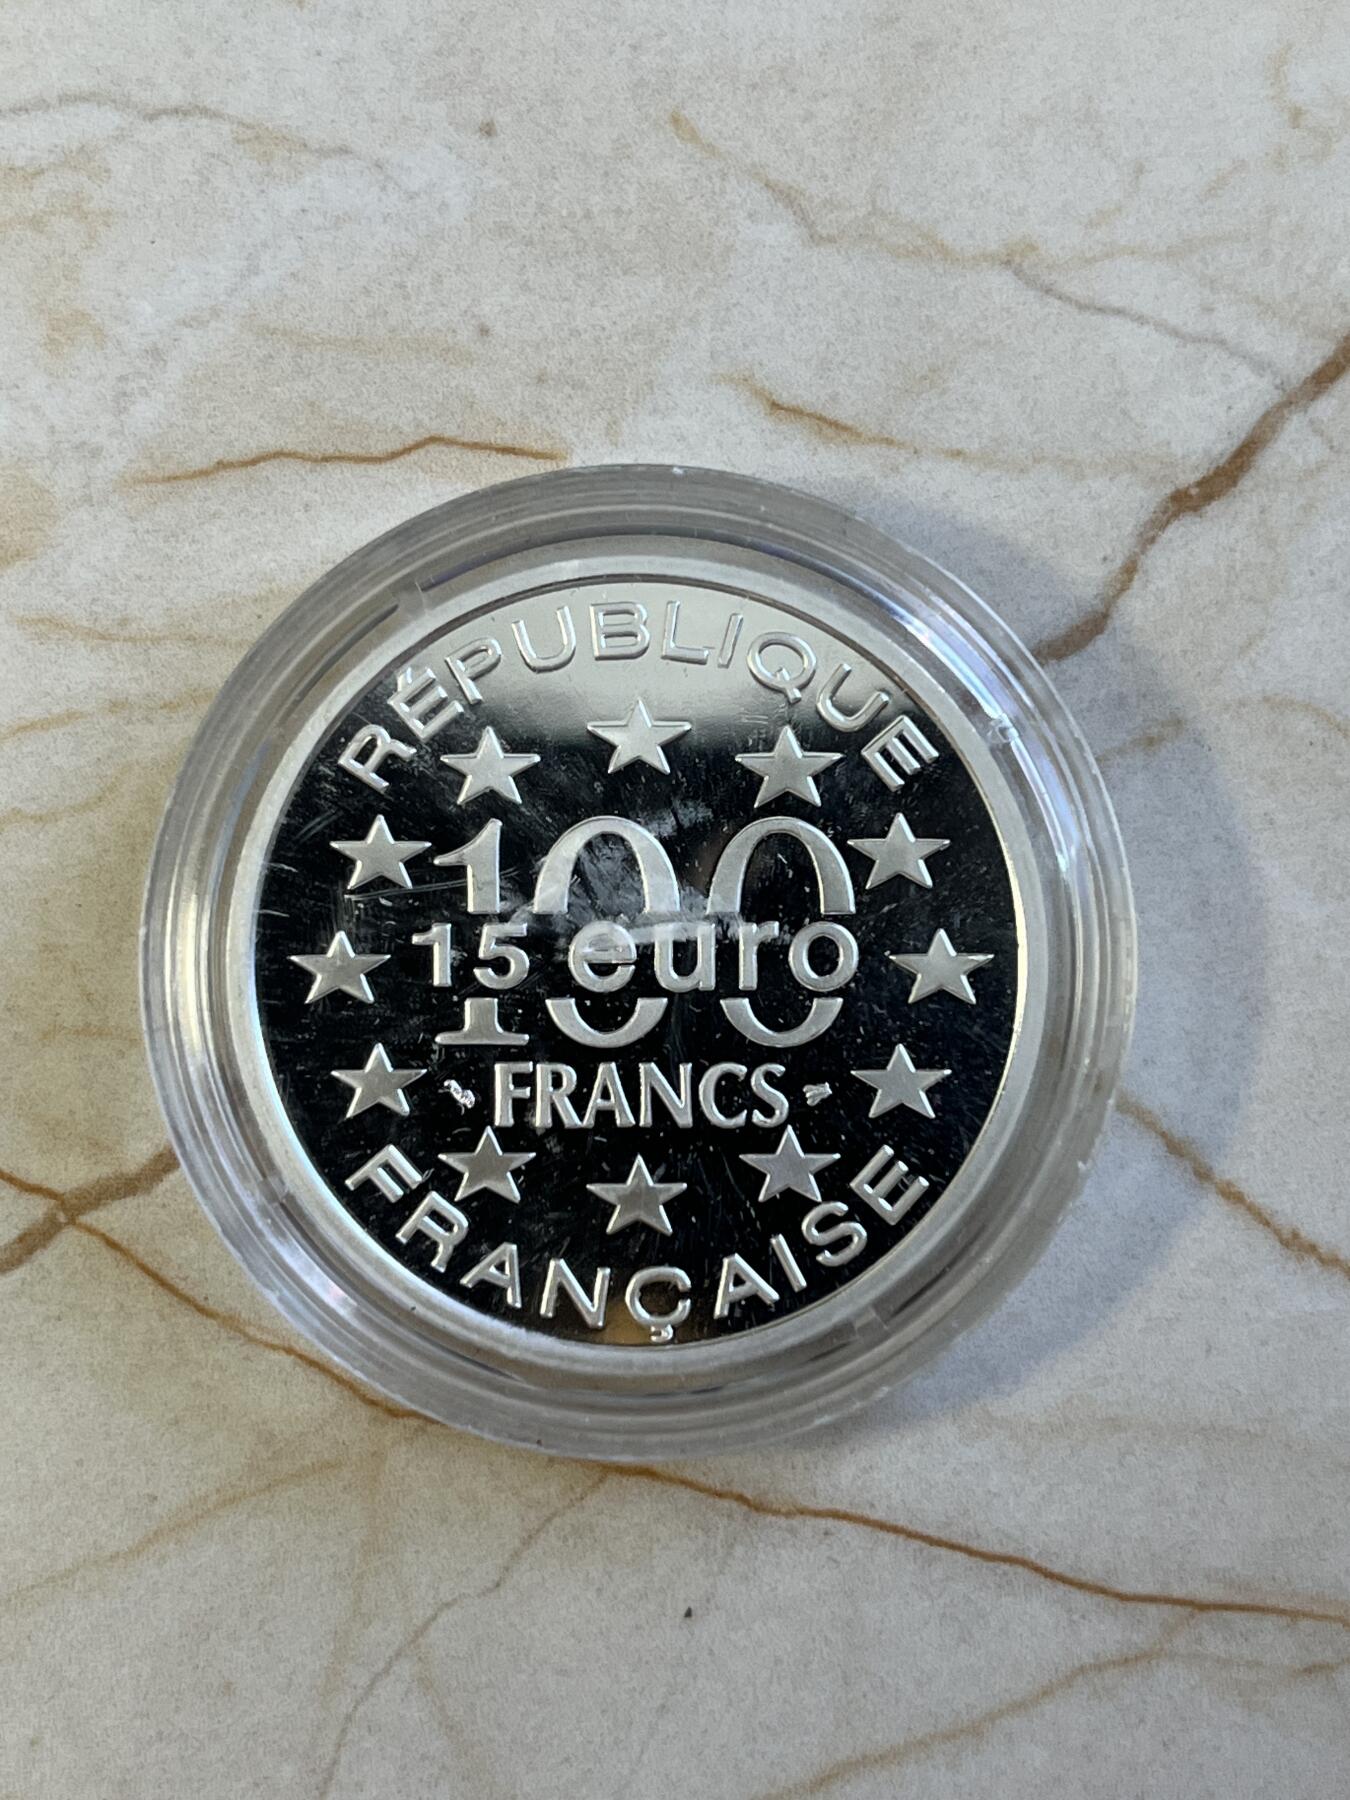 RÉPUBLIQUE
100
15 euro
FRANCS
FRANÇAISE